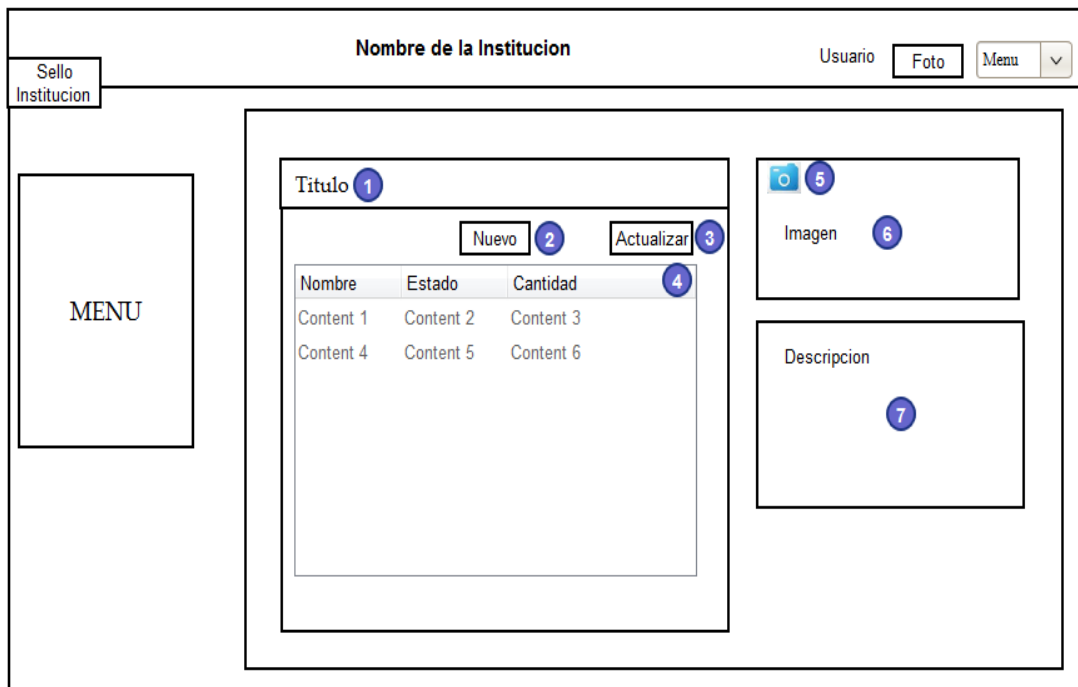 Nombre de la Institucion
Usuario
Foto
Menu
Sello
Institucion
MENU
Titulo 1
Nuevo 2
Actualizar 3
Nombre Estado Cantidad 4
Content 1 Content 2 Content 3
Content 4 Content 5 Content 6
5
Imagen 6
Descripcion
7